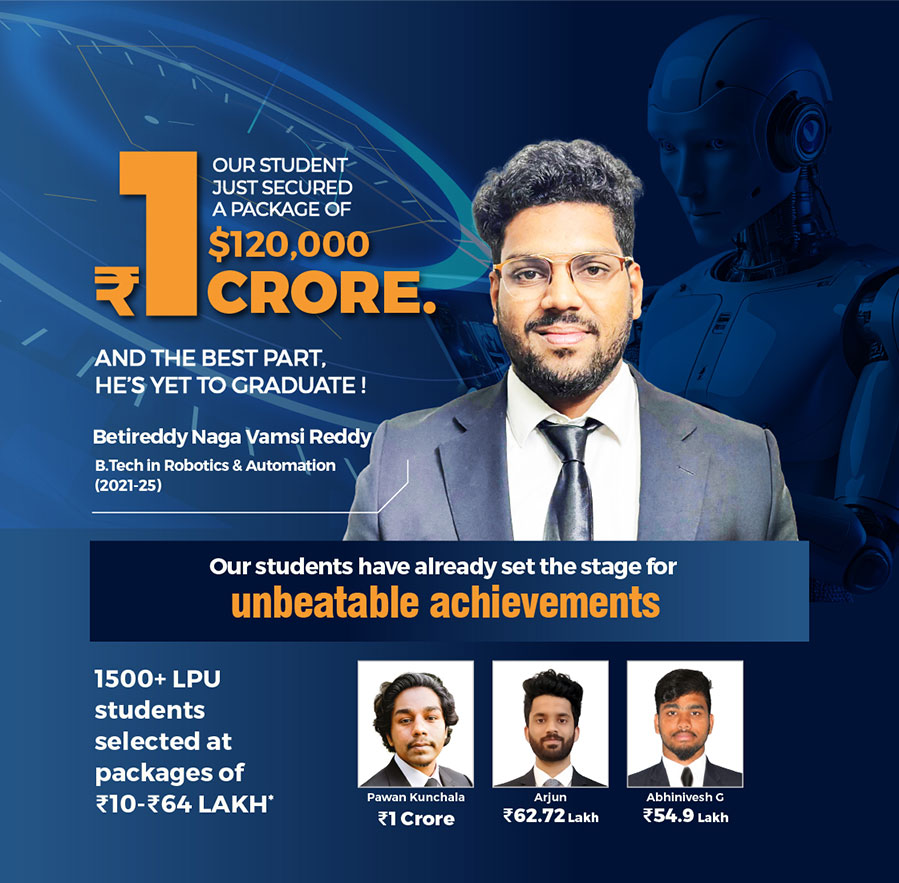 OUR STUDENT
JUST SECURED
A PACKAGE OF
$120,000
₹1 CRORE.
AND THE BEST PART,
HE'S YET TO GRADUATE !
Betireddy Naga Vamsi Reddy
B.Tech in Robotics & Automation
(2021-25)
Our students have already set the stage for
unbeatable achievements
1500+ LPU
students
selected at
packages of
₹10-₹64 LAKH*
Pawan Kunchala
₹1 Crore
Arjun
₹62.72 Lakh
Abhinivesh G
₹54.9 Lakh